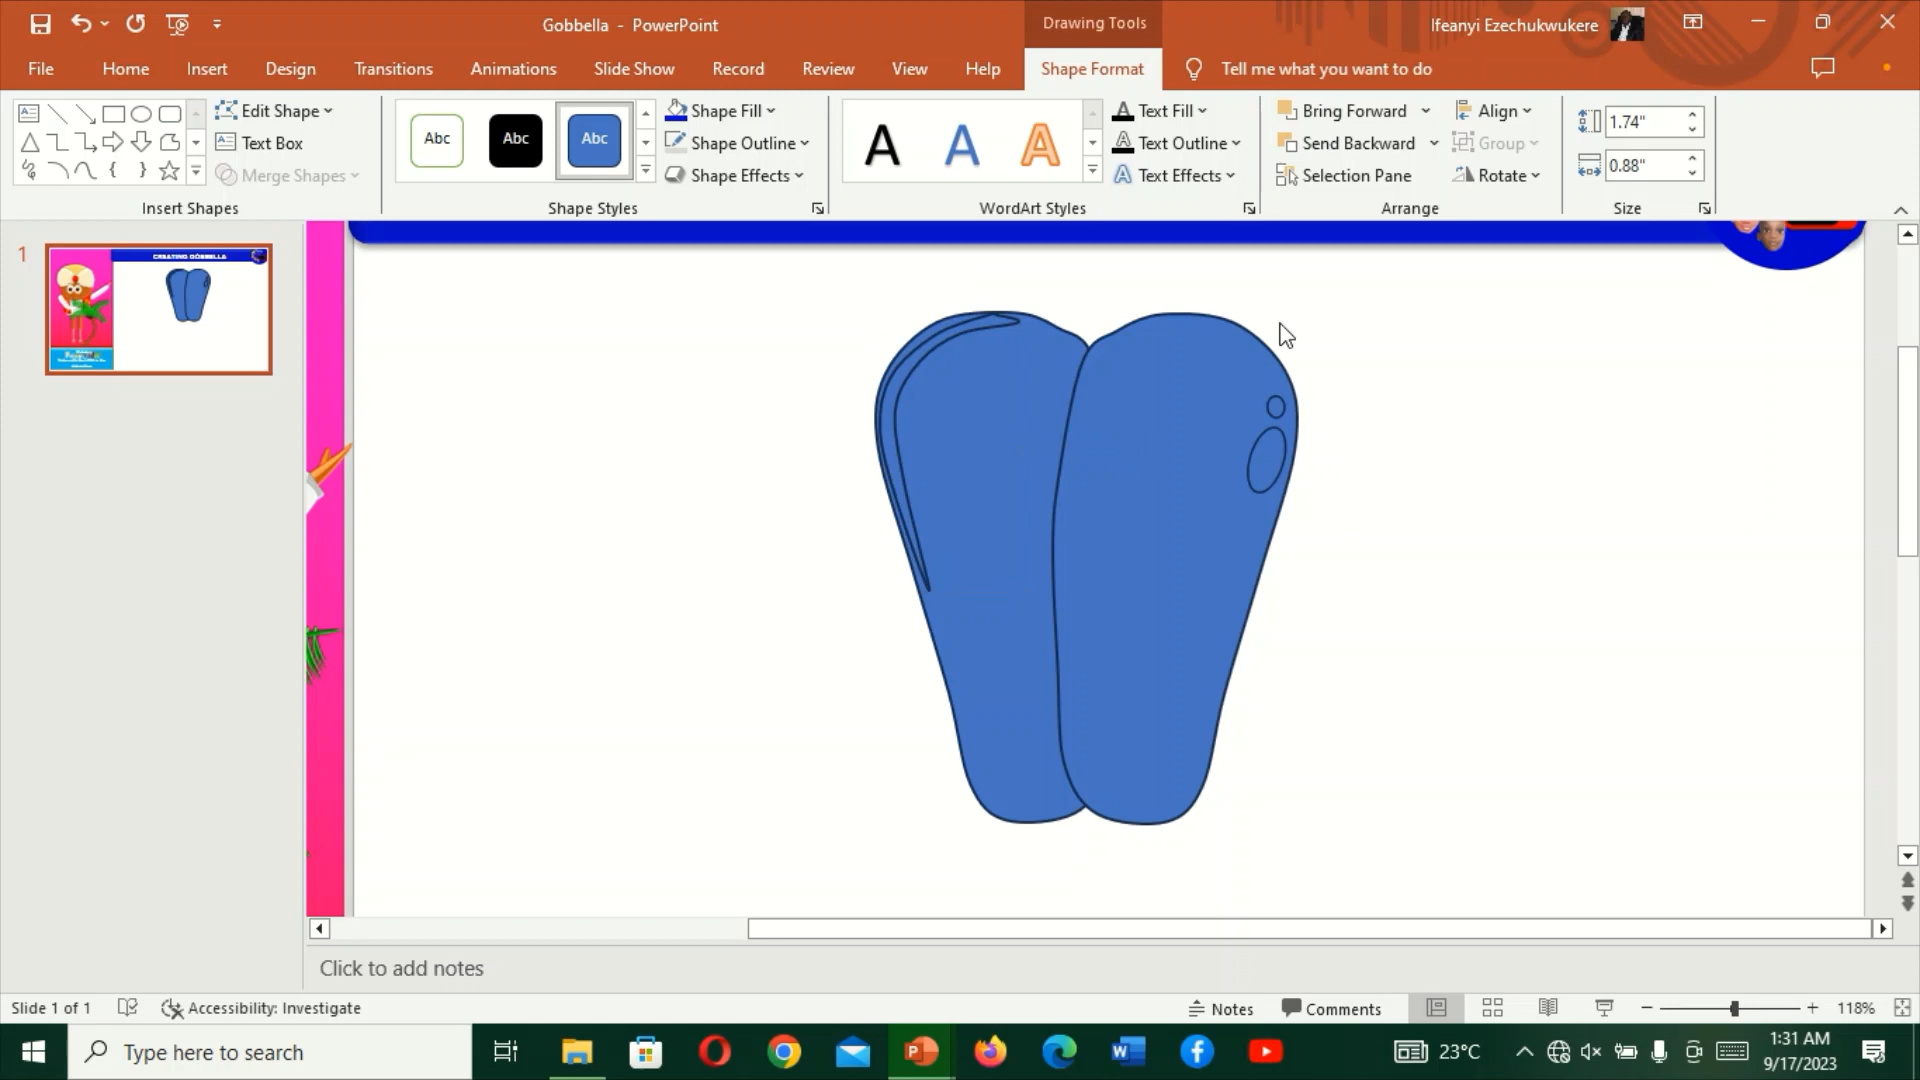 Gobbella - PowerPoint
Drawing Tools
Ifeanyi Ezechukwukere
File Home Insert Design Transitions Animations Slide Show Record Review View Help Shape Format Tell me what you want to do
Edit Shape
Text Box
Merge Shapes
Insert Shapes
Abc Abc Abc
Shape Fill
Shape Outline
Shape Effects
Shape Styles
A A A
Text Fill
Text Outline
Text Effects
WordArt Styles
Bring Forward
Send Backward
Selection Pane
Align
Group
Rotate
Arrange
1.74"
0.88"
Size
1
CREATING GOBBELLA
Click to add notes
Slide 1 of 1
Accessibility: Investigate
Notes
Comments
118%
Type here to search
23°C
1:31 AM
9/17/2023